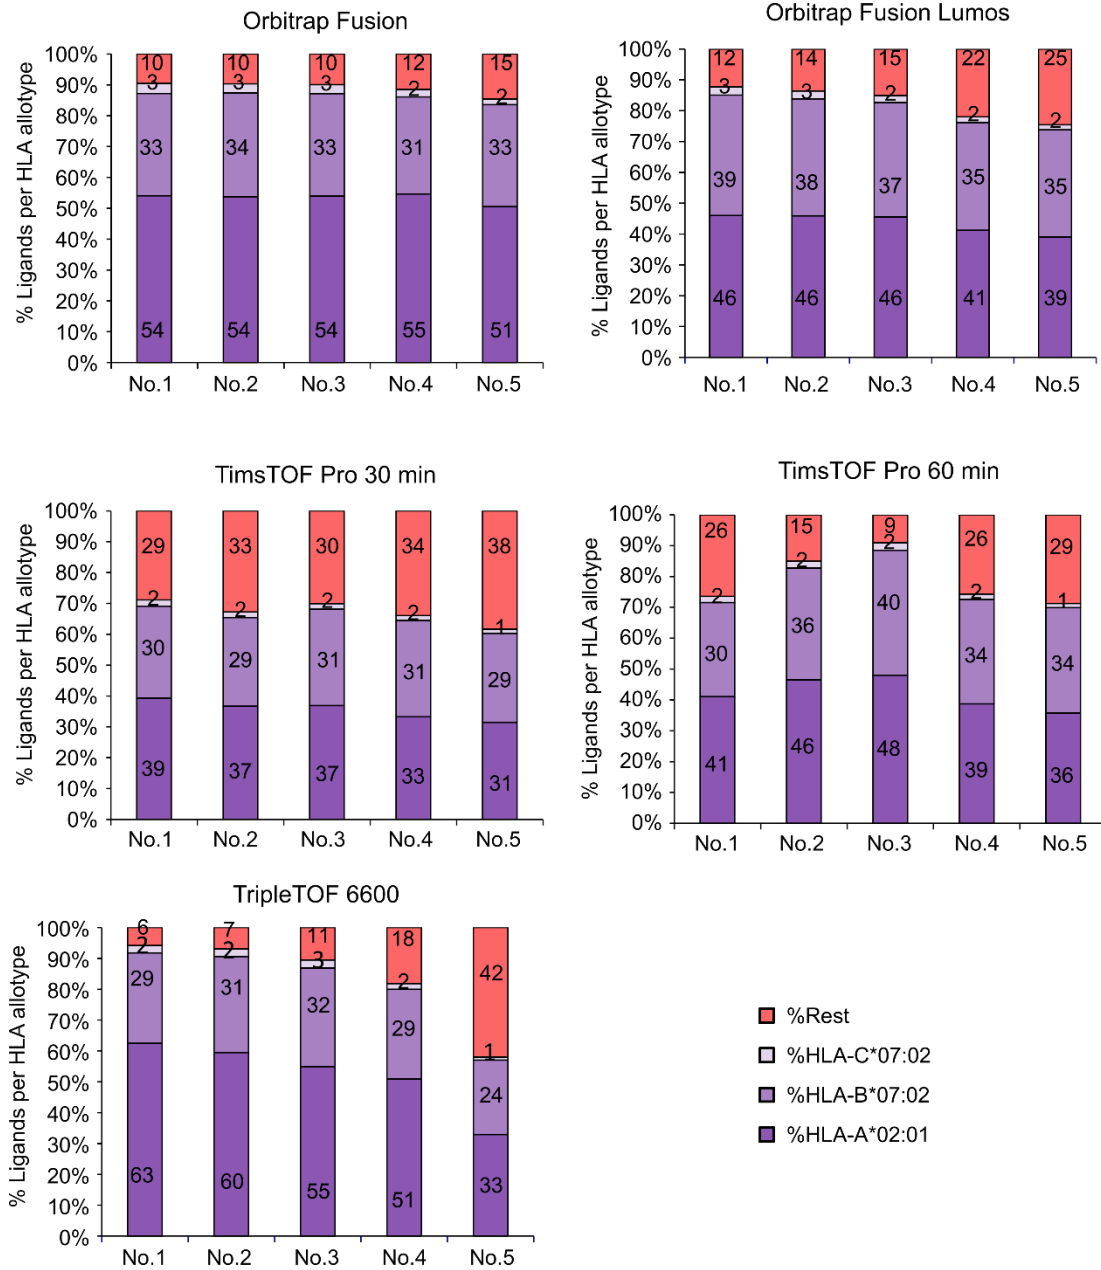 Orbitrap Fusion
% Ligands per HLA allotype
100%
90%
80%
70%
60%
50%
40%
30%
20%
10%
0%
10 10 10 12 15
3 3 3 2 2
33 34 33 31 33
54 54 54 55 51
No.1 No.2 No.3 No.4 No.5
Orbitrap Fusion Lumos
% Ligands per HLA allotype
100%
90%
80%
70%
60%
50%
40%
30%
20%
10%
0%
12 14 15 22 25
3 3 2 2 2
39 38 37 35 35
46 46 46 41 39
No.1 No.2 No.3 No.4 No.5
TimsTOF Pro 30 min
% Ligands per HLA allotype
100%
90%
80%
70%
60%
50%
40%
30%
20%
10%
0%
29 33 30 34 38
2 2 2 2 1
30 29 31 31 29
39 37 37 33 31
No.1 No.2 No.3 No.4 No.5
TimsTOF Pro 60 min
% Ligands per HLA allotype
100%
90%
80%
70%
60%
50%
40%
30%
20%
10%
0%
26 15 9 26 29
2 2 2 2 1
30 36 40 34 34
41 46 48 39 36
No.1 No.2 No.3 No.4 No.5
TripleTOF 6600
% Ligands per HLA allotype
100%
90%
80%
70%
60%
50%
40%
30%
20%
10%
0%
6 7 11 18 42
2 2 3 2 1
29 31 32 29 24
63 60 55 51 33
No.1 No.2 No.3 No.4 No.5
%Rest
%HLA-C*07:02
%HLA-B*07:02
%HLA-A*02:01